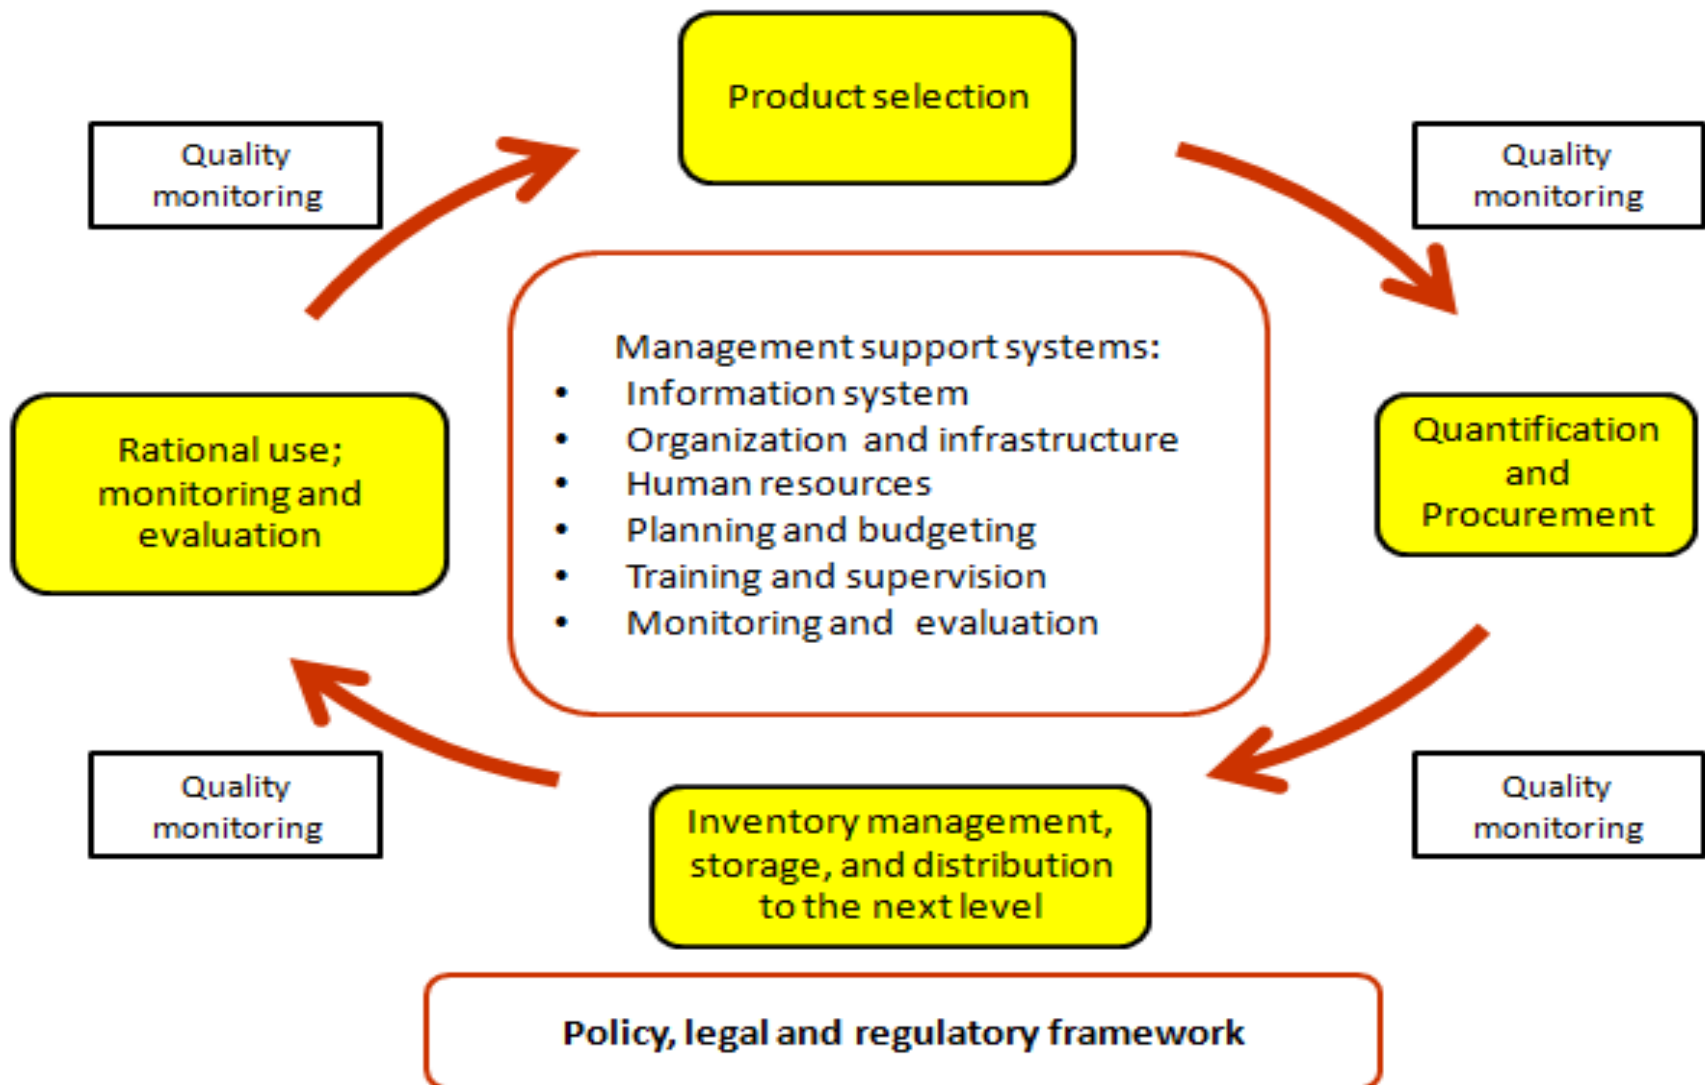 Product selection
Quality
monitoring
Quality
monitoring
Management support systems:
• Information system
• Organization and infrastructure
• Human resources
• Planning and budgeting
• Training and supervision
• Monitoring and evaluation
Rational use;
monitoring and
evaluation
Quantification
and
Procurement
Quality
monitoring
Quality
monitoring
Inventory management,
storage, and distribution
to the next level
Policy, legal and regulatory framework